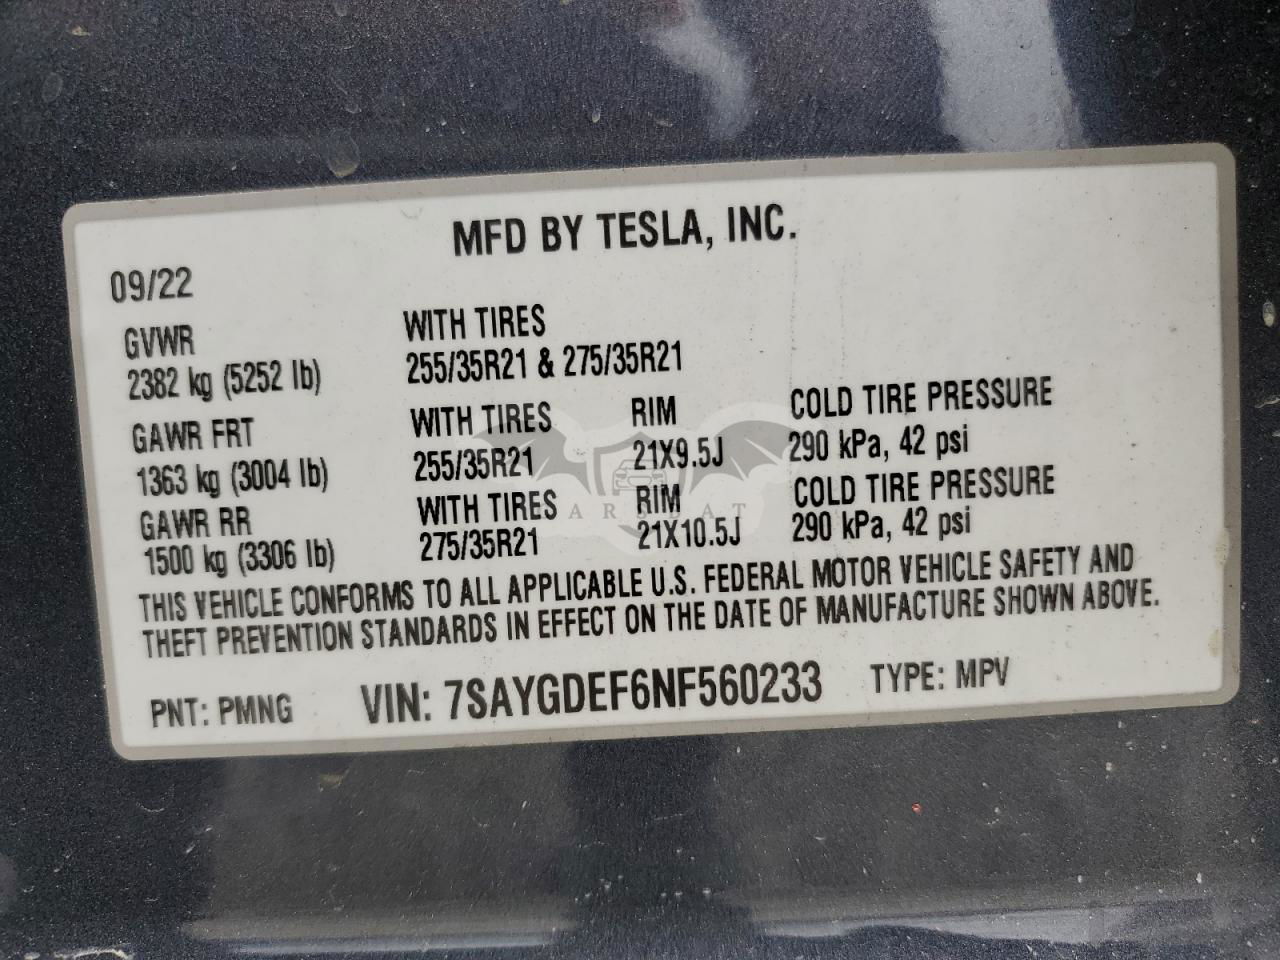 MFD BY TESLA, INC.
09/22
GVWR WITH TIRES
2382 kg (5252 lb) 255/35R21 & 275/35R21
GAWR FRT WITH TIRES RIM COLD TIRE PRESSURE
1363 kg (3004 lb) 255/35R21 21X9.5J 290 kPa, 42 psi
GAWR RR WITH TIRES RIM COLD TIRE PRESSURE
1500 kg (3306 lb) 275/35R21 21X10.5J 290 kPa, 42 psi
THIS VEHICLE CONFORMS TO ALL APPLICABLE U.S. FEDERAL MOTOR VEHICLE SAFETY AND
THEFT PREVENTION STANDARDS IN EFFECT ON THE DATE OF MANUFACTURE SHOWN ABOVE.
PNT: PMNG VIN: 7SAYGDEF6NF560233 TYPE: MPV